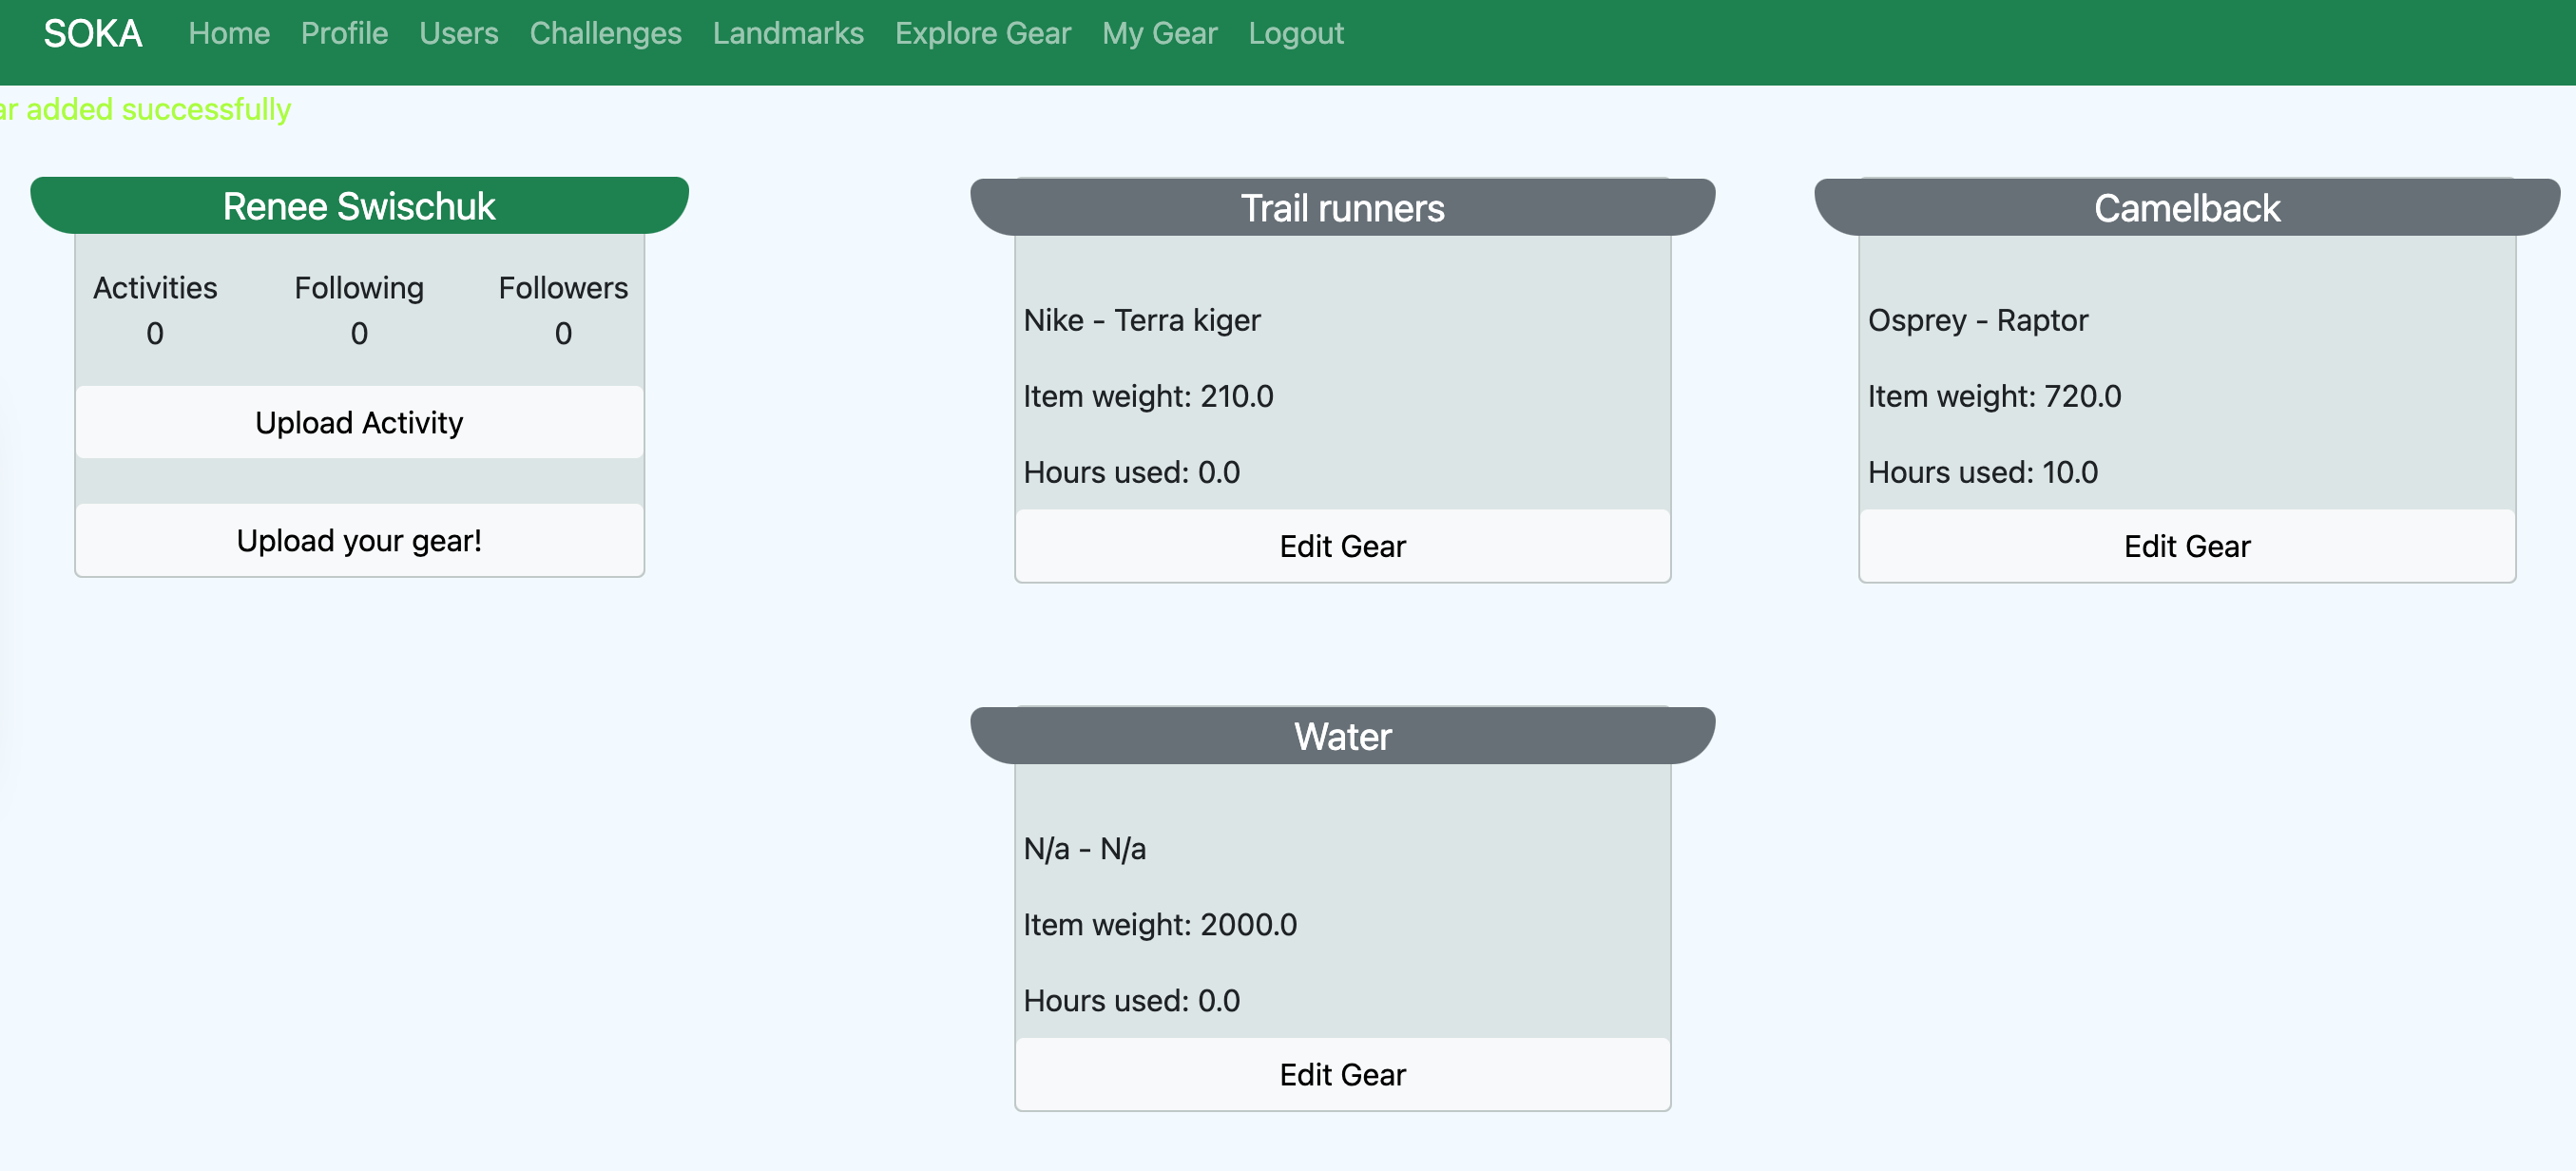 SOKA Home Profile Users Challenges Landmarks Explore Gear My Gear Logout
ar added successfully
Renee Swischuk
Activities Following Followers
0 0 0
Upload Activity
Upload your gear!
Trail runners
Nike - Terra kiger
Item weight: 210.0
Hours used: 0.0
Edit Gear
Camelback
Osprey - Raptor
Item weight: 720.0
Hours used: 10.0
Edit Gear
Water
N/a - N/a
Item weight: 2000.0
Hours used: 0.0
Edit Gear